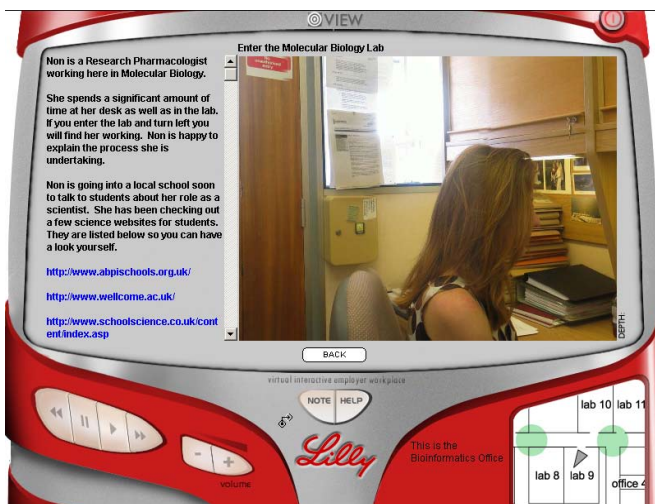 VIEW
Enter the Molecular Biology Lab
Non is a Research Pharmacologist
working here in Molecular Biology.
She spends a significant amount of
time at her desk as well as in the lab.
If you enter the lab and turn left you
will find her working. Non is happy to
explain the process she is
undertaking.
Non is going into a local school soon
to talk to students about her role as a
scientist. She has been checking out
a few science websites for students.
They are listed below so you can have
a look yourself.
http://www.abpischools.org.uk/
http://www.wellcome.ac.uk/
http://www.schoolscience.co.uk/cont
ent/index.asp
DEPTH:
BACK
virtual interactive employer workplace
NOTE HELP
Lilly
volume
This is the
Bioinformatics Office
lab 10 lab 11
lab 8 lab 9
office 4